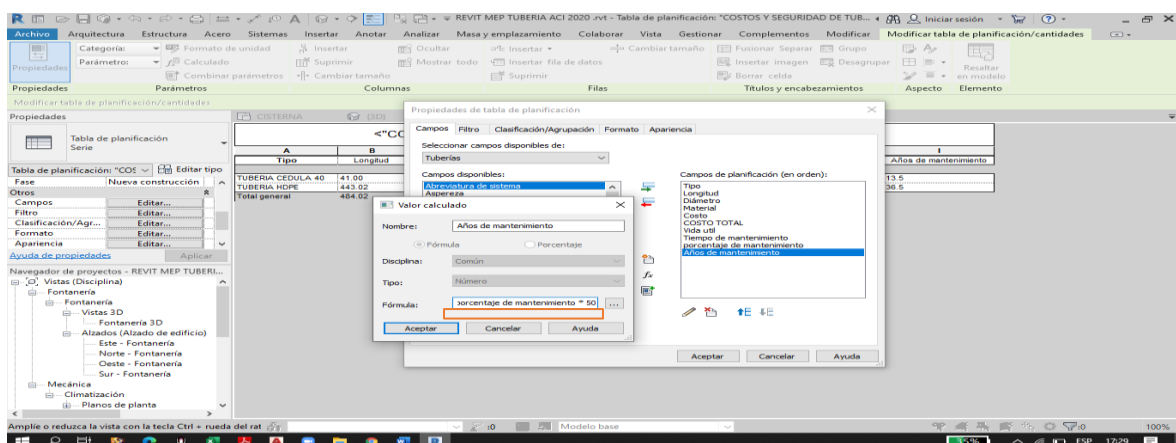 REVIT MEP TUBERIA ACI 2020 .rvt - Tabla de planificación: "COSTOS Y SEGURIDAD DE TUB...
Iniciar sesión
Archivo Arquitectura Estructura Acero Sistemas Insertar Anotar Analizar Masa y emplazamiento Colaborar Vista Gestionar Complementos Modificar Modificar tabla de planificación/cantidades
Categoría: Formato de unidad Insertar Ocultar Insertar Cambiar tamaño Fusionar Separar Grupo
Propiedades Parámetro: Calculado Suprimir Mostrar todo Insertar fila de datos Insertar imagen Desagrupar Resaltar
Combinar parámetros Cambiar tamaño Suprimir Borrar celda en modelo
Propiedades Parámetros Columnas Filas Títulos y encabezamientos Aspecto Elemento
Modificar tabla de planificación/cantidades
Propiedades
Tabla de planificación
Serie
Tabla de planificación: "COS Editar tipo
Fase Nueva construcción
Otros
Campos Editar...
Filtro Editar...
Clasificación/Agr... Editar...
Formato Editar...
Apariencia Editar...
Ayuda de propiedades Aplicar
Navegador de proyectos - REVIT MEP TUBERI...
Vistas (Disciplina)
Fontanería
Fontanería
Vistas 3D
Fontanería 3D
Alzados (Alzado de edificio)
Este - Fontanería
Norte - Fontanería
Oeste - Fontanería
Sur - Fontanería
Mecánica
Climatización
Planos de planta
CISTERNA {3D}
<"CO
A B I
Tipo Longitud Años de mantenimiento
TUBERIA CEDULA 40 41.00 13.5
TUBERIA HDPE 443.02 36.5
Total general 484.02
Propiedades de tabla de planificación
Campos Filtro Clasificación/Agrupación Formato Apariencia
Seleccionar campos disponibles de:
Tuberías
Campos disponibles:
Abreviatura de sistema
Aspereza
Campos de planificación (en orden):
Tipo
Longitud
Diámetro
Material
Costo
COSTO TOTAL
Vida util
Tiempo de mantenimiento
porcentaje de mantenimiento
Años de mantenimiento
Aceptar Cancelar Ayuda
Valor calculado
Nombre: Años de mantenimiento
Fórmula Porcentaje
Disciplina: Común
Tipo: Número
Fórmula: porcentaje de mantenimiento * 50 ...
Aceptar Cancelar Ayuda
Amplíe o reduzca la vista con la tecla Ctrl + rueda del rat :0 Modelo base :0 100%
35% ESP 17:29